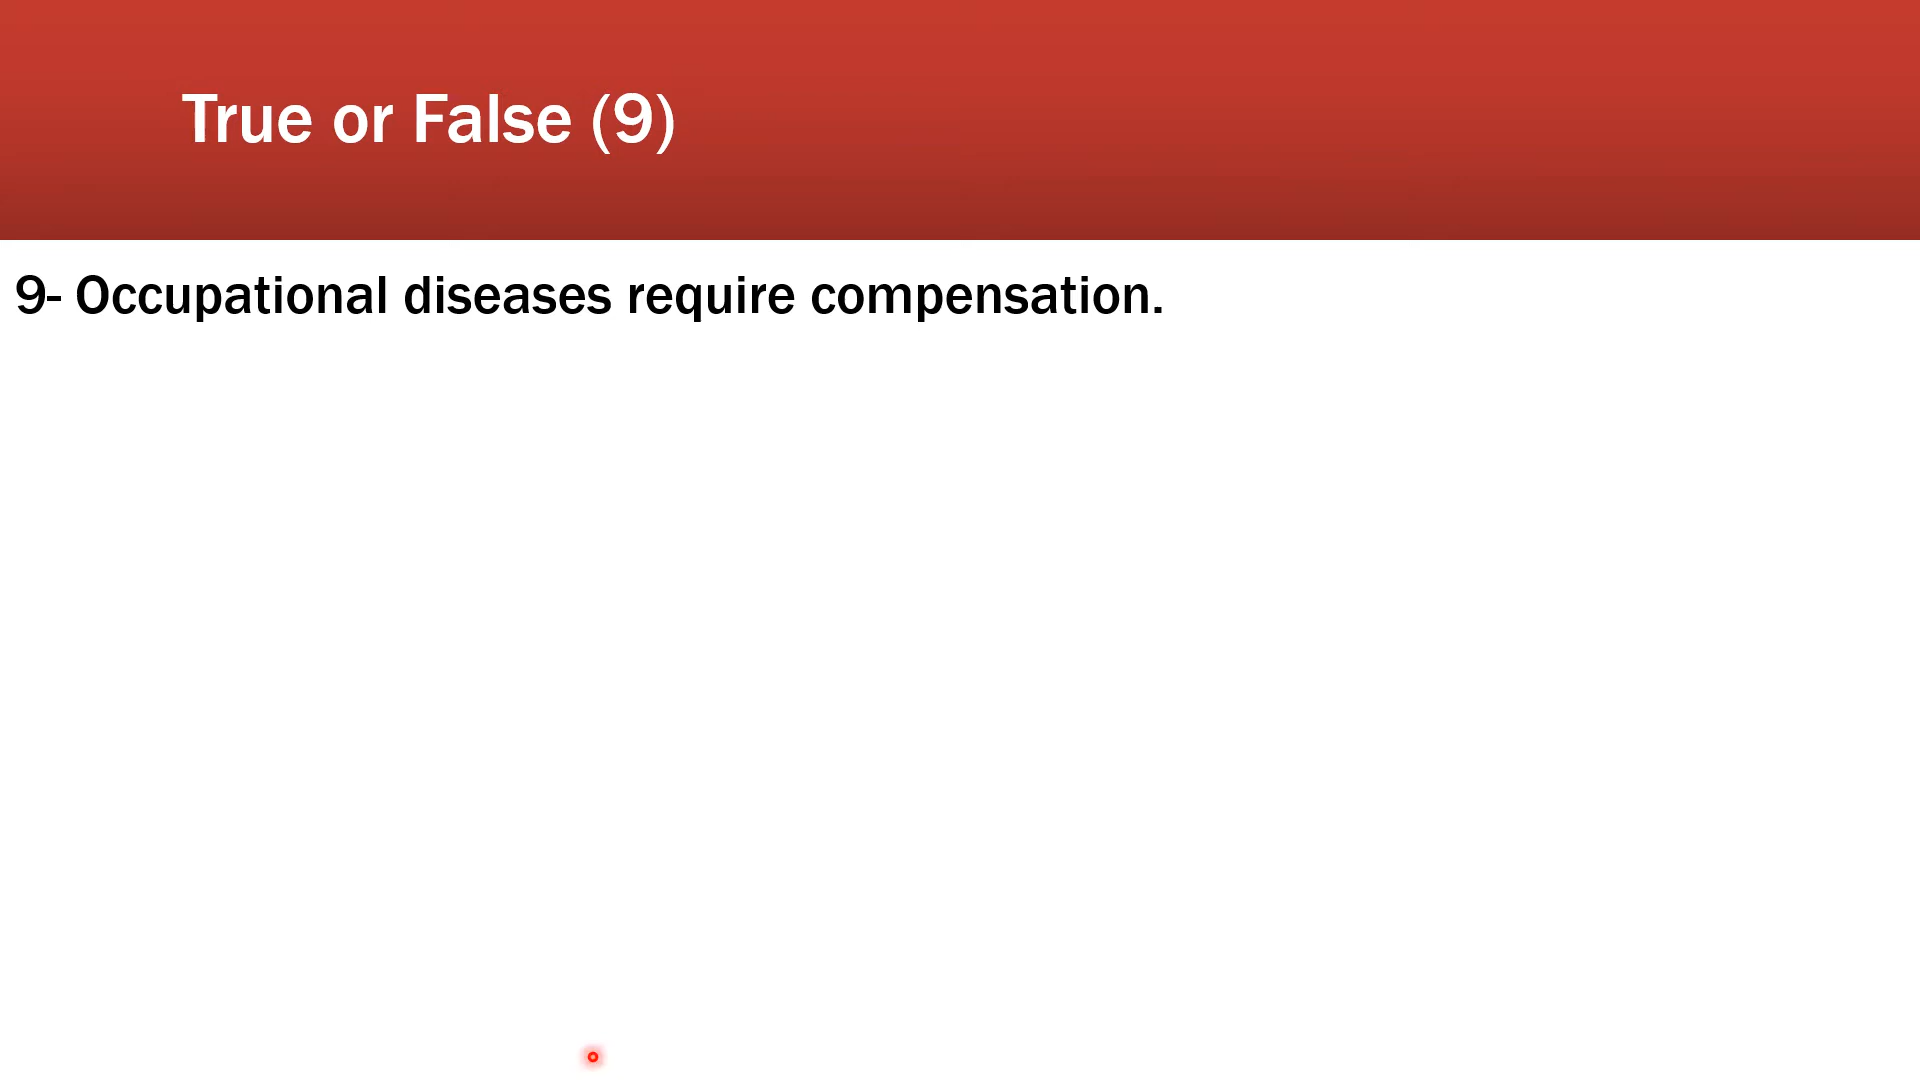 True or False (9)
9- Occupational diseases require compensation.